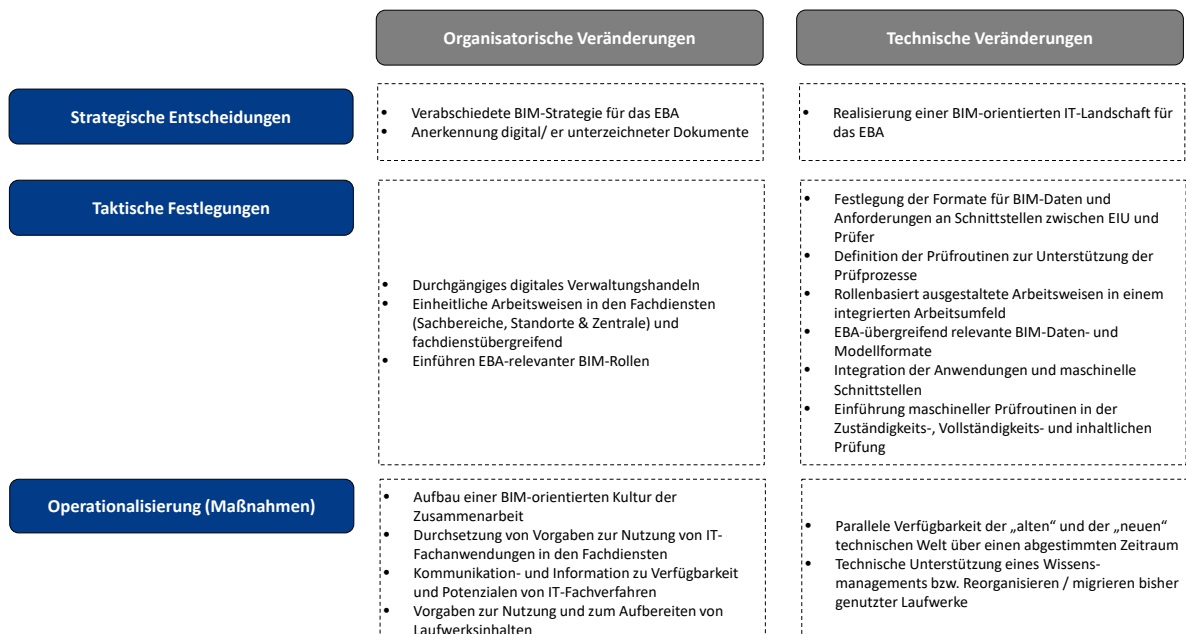 Organisatorische Veränderungen
Technische Veränderungen
Strategische Entscheidungen
• Verabschiedete BIM-Strategie für das EBA
• Anerkennung digital/ er unterzeichneter Dokumente
• Realisierung einer BIM-orientierten IT-Landschaft für
das EBA
Taktische Festlegungen
• Durchgängiges digitales Verwaltungshandeln
• Einheitliche Arbeitsweisen in den Fachdiensten
(Sachbereiche, Standorte & Zentrale) und
fachdienstübergreifend
• Einführen EBA-relevanter BIM-Rollen
• Festlegung der Formate für BIM-Daten und
Anforderungen an Schnittstellen zwischen EIU und
Prüfer
• Definition der Prüfroutinen zur Unterstützung der
Prüfprozesse
• Rollenbasiert ausgestaltete Arbeitsweisen in einem
integrierten Arbeitsumfeld
• EBA-übergreifend relevante BIM-Daten- und
Modellformate
• Integration der Anwendungen und maschinelle
Schnittstellen
• Einführung maschineller Prüfroutinen in der
Zuständigkeits-, Vollständigkeits- und inhaltlichen
Prüfung
Operationalisierung (Maßnahmen)
• Aufbau einer BIM-orientierten Kultur der
Zusammenarbeit
• Durchsetzung von Vorgaben zur Nutzung von IT-
Fachanwendungen in den Fachdiensten
• Kommunikation- und Information zu Verfügbarkeit
und Potenzialen von IT-Fachverfahren
• Vorgaben zur Nutzung und zum Aufbereiten von
Laufwerksinhalten
• Parallele Verfügbarkeit der „alten“ und der „neuen“
technischen Welt über einen abgestimmten Zeitraum
• Technische Unterstützung eines Wissens-
managements bzw. Reorganisieren / migrieren bisher
genutzter Laufwerke